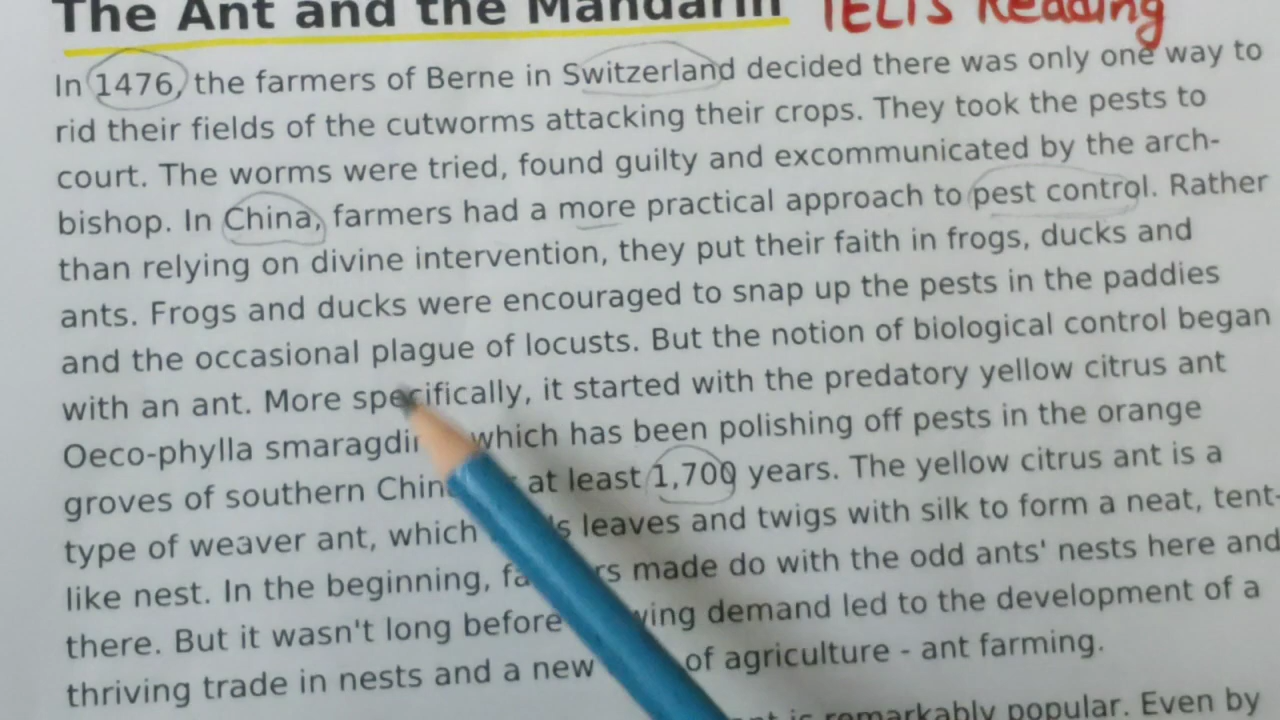 The Ant and the Mandarin IELTS Reading
In 1476, the farmers of Berne in Switzerland decided there was only one way to
rid their fields of the cutworms attacking their crops. They took the pests to
court. The worms were tried, found guilty and excommunicated by the arch-
bishop. In China, farmers had a more practical approach to pest control. Rather
than relying on divine intervention, they put their faith in frogs, ducks and
ants. Frogs and ducks were encouraged to snap up the pests in the paddies
and the occasional plague of locusts. But the notion of biological control began
with an ant. More specifically, it started with the predatory yellow citrus ant
Oeco-phylla which has been polishing off pests in the orange
groves of southern at least 1,700 years. The yellow citrus ant is a
type of weaver ant, which leaves and twigs with silk to form a neat, tent-
like nest. In the beginning, made do with the odd ants' nests here and
there. But it wasn't long before demand led to the development of a
thriving trade in nests and a new of agriculture - ant farming.
is remarkably popular. Even by